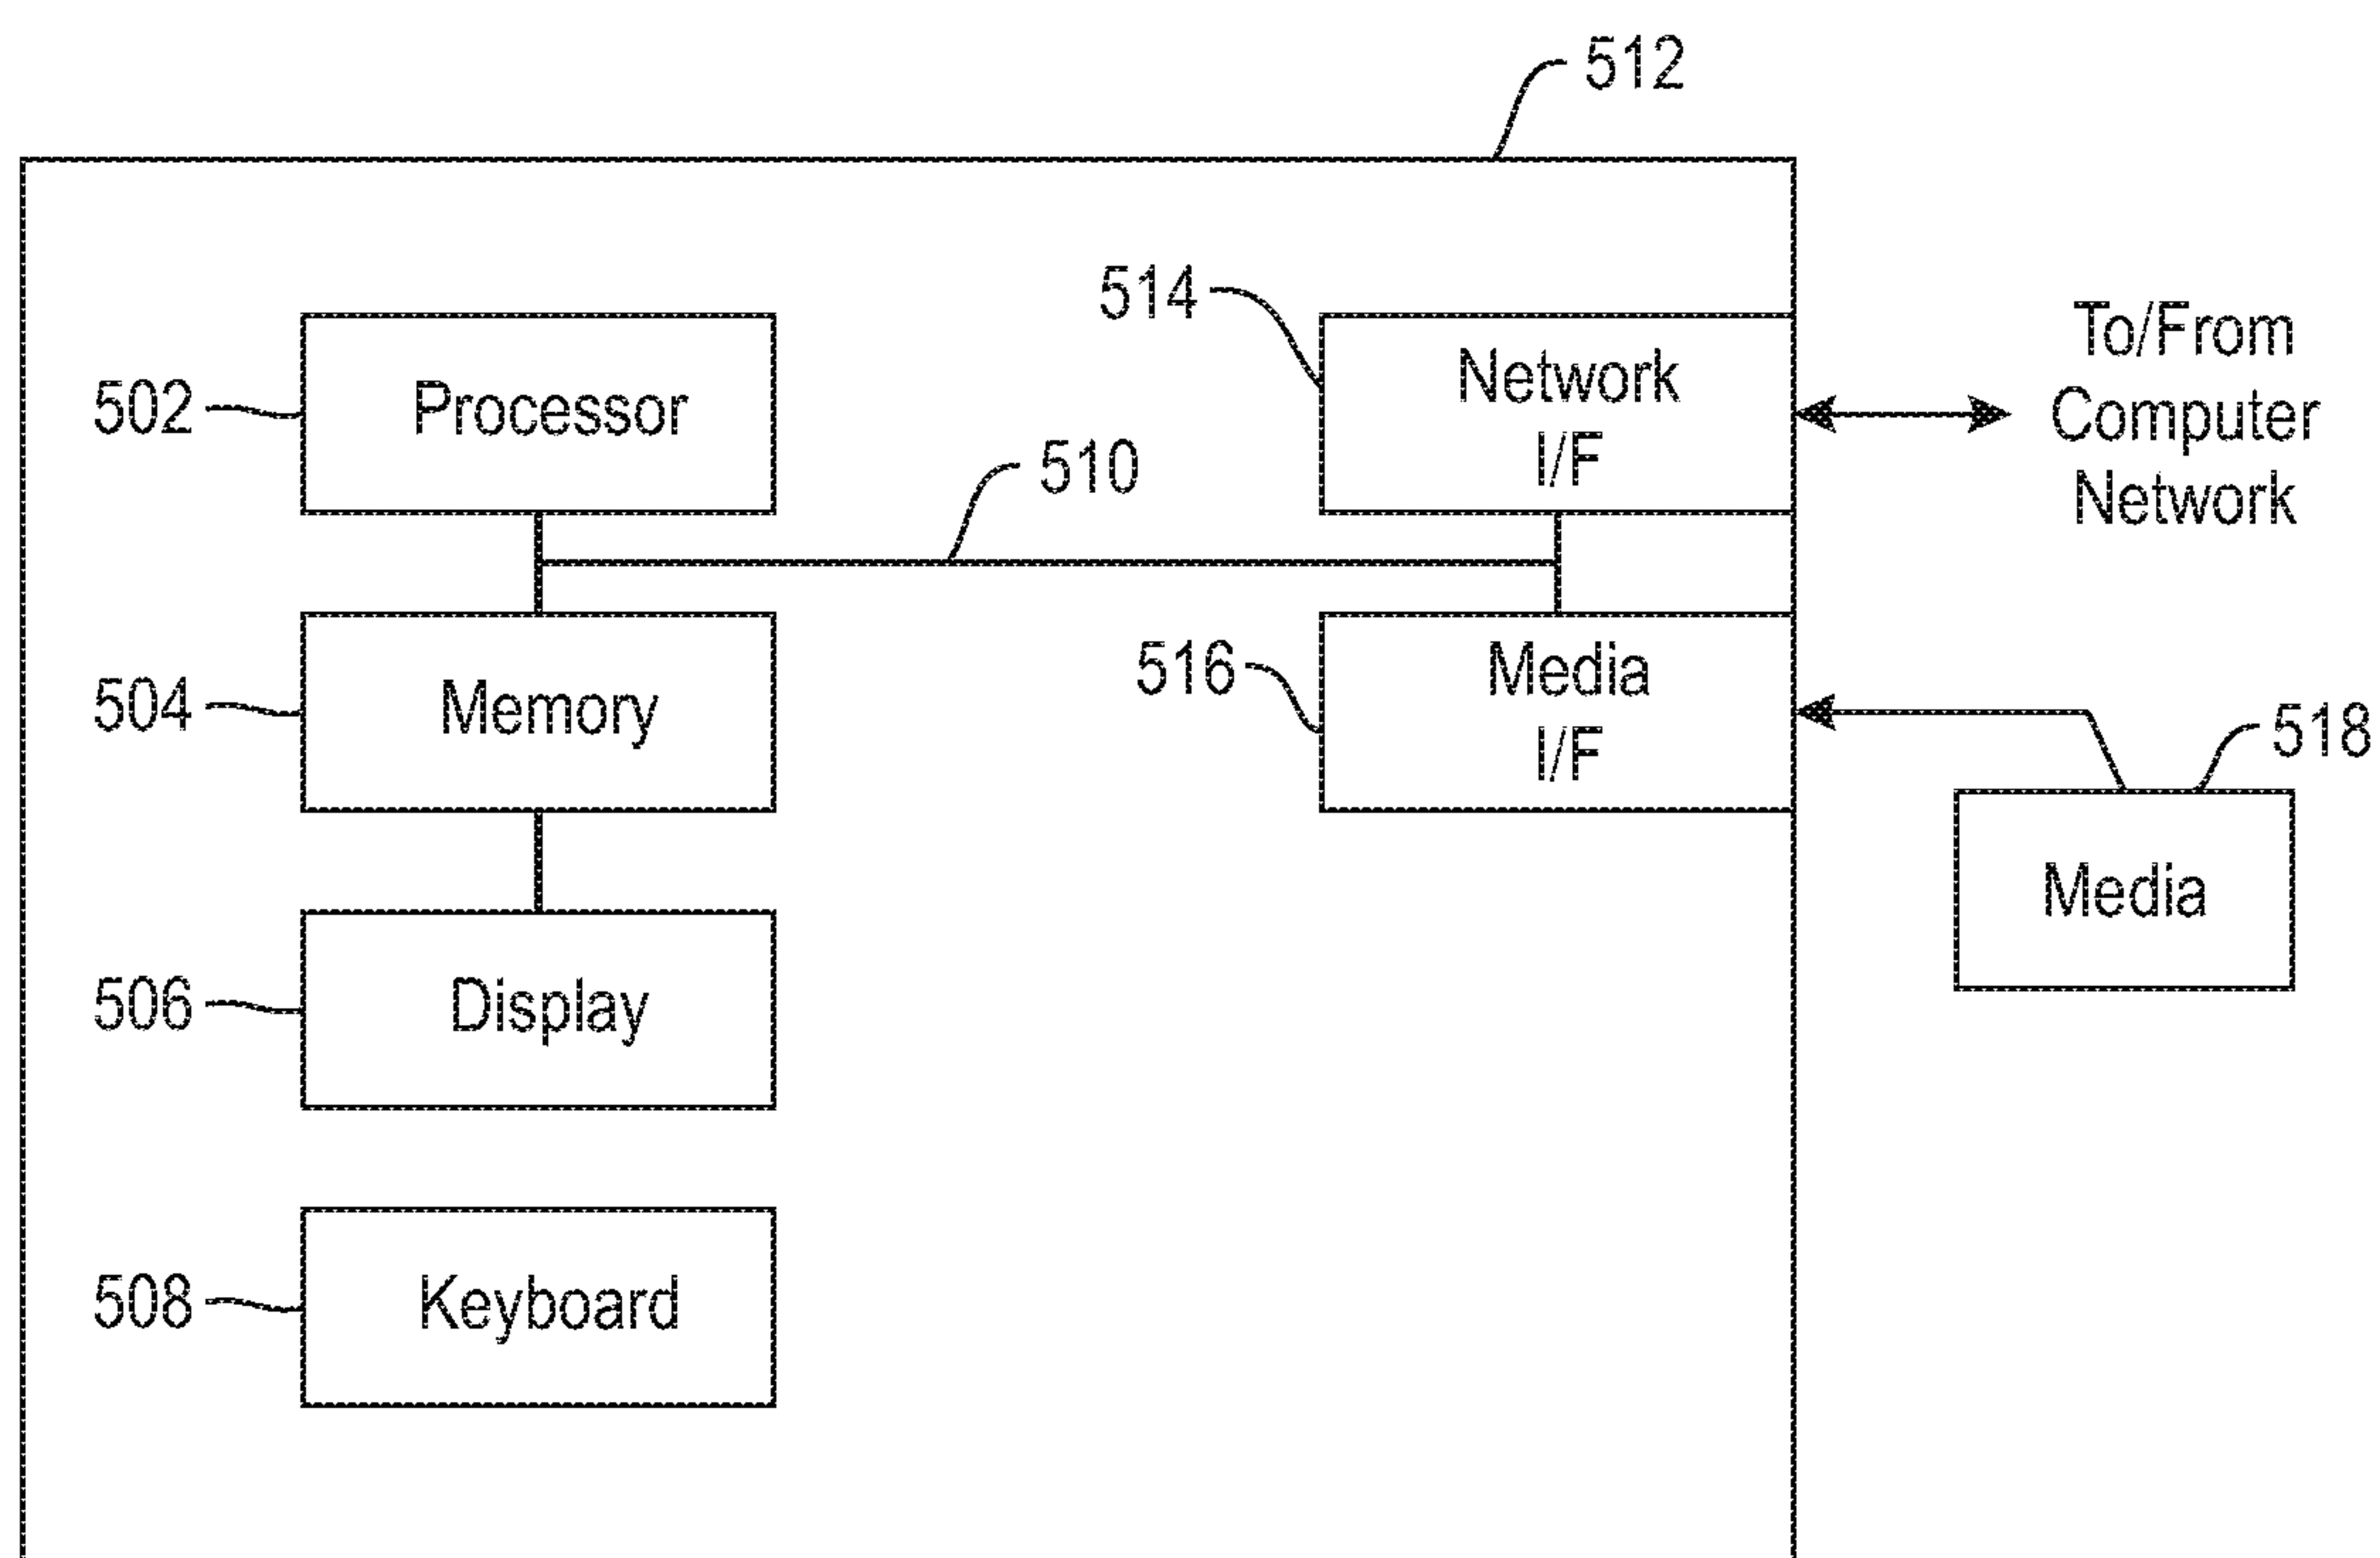 512
514
Network
I/F
To/From
Computer
Network
502
Processor
510
504
Memory
516
Media
I/F
518
Media
506
Display
508
Keyboard